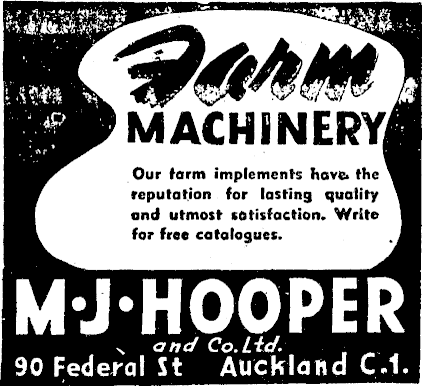 Farm
MACHINERY
Our farm implements have the
reputation for lasting quality
and utmost satisfaction. Write
for free catalogues.
M·J·HOOPER
and Co. Ltd.
90 Federal St Auckland C.1.